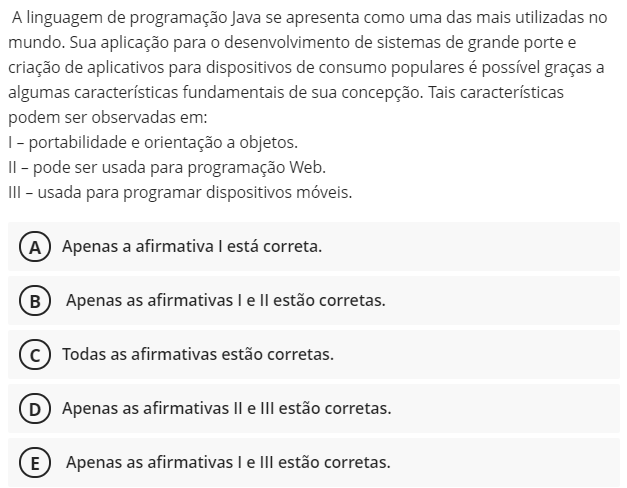 A linguagem de programação Java se apresenta como uma das mais utilizadas no
mundo. Sua aplicação para o desenvolvimento de sistemas de grande porte e
criação de aplicativos para dispositivos de consumo populares é possível graças a
algumas características fundamentais de sua concepção. Tais características
podem ser observadas em:
I – portabilidade e orientação a objetos.
II – pode ser usada para programação Web.
III – usada para programar dispositivos móveis.
A Apenas a afirmativa I está correta.
B Apenas as afirmativas I e II estão corretas.
C Todas as afirmativas estão corretas.
D Apenas as afirmativas II e III estão corretas.
E Apenas as afirmativas I e III estão corretas.